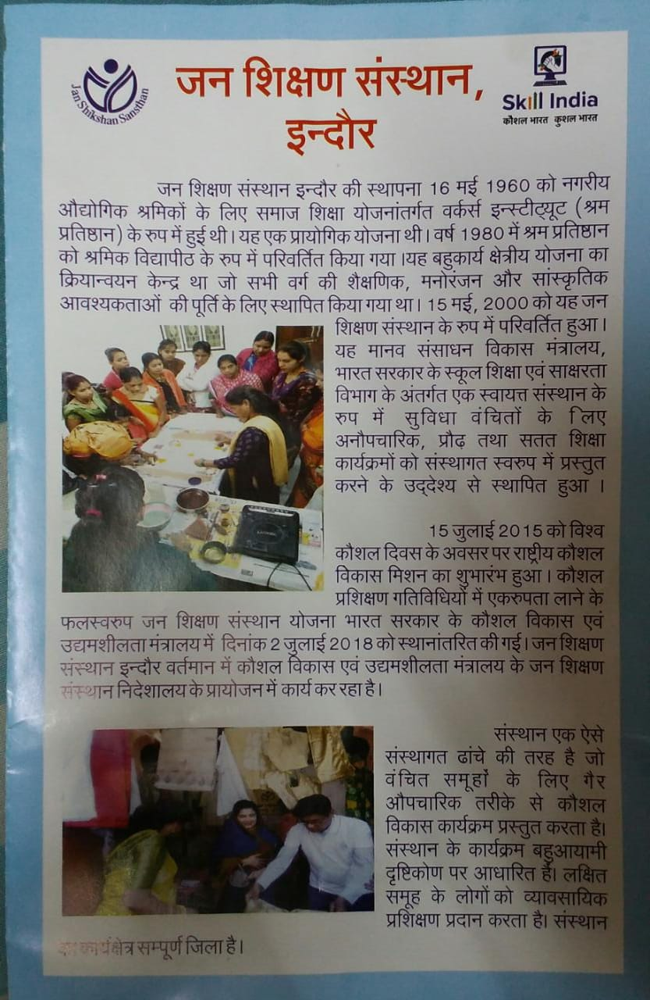 Jan Shikshan Sansthan
जन शिक्षण संस्थान,
इन्दौर
Skill India
कौशल भारत कुशल भारत
जन शिक्षण संस्थान इन्दौर की स्थापना 16 मई 1960 को नगरीय
औद्योगिक श्रमिकों के लिए समाज शिक्षा योजनांतर्गत वर्कर्स इन्स्टीट्यूट (श्रम
प्रतिष्ठान) के रुप में हुई थी। यह एक प्रायोगिक योजना थी। वर्ष 1980 में श्रम प्रतिष्ठान
को श्रमिक विद्यापीठ के रुप में परिवर्तित किया गया ।यह बहुकार्य क्षेत्रीय योजना का
क्रियान्वयन केन्द्र था जो सभी वर्ग की शैक्षणिक, मनोरंजन और सांस्कृतिक
आवश्यकताओं की पूर्ति के लिए स्थापित किया गया था। 15 मई, 2000 को यह जन
शिक्षण संस्थान के रुप में परिवर्तित हुआ।
यह मानव संसाधन विकास मंत्रालय,
भारत सरकार के स्कूल शिक्षा एवं साक्षरता
विभाग के अंतर्गत एक स्वायत्त संस्थान के
रुप में सुविधा वंचितों के लिए
अनौपचारिक, प्रौढ़ तथा सतत शिक्षा
कार्यक्रमों को संस्थागत स्वरुप में प्रस्तुत
करने के उद्देश्य से स्थापित हुआ ।
15 जुलाई 2015 को विश्व
कौशल दिवस के अवसर पर राष्ट्रीय कौशल
विकास मिशन का शुभारंभ हुआ। कौशल
प्रशिक्षण गतिविधियों में एकरुपता लाने के
फलस्वरुप जन शिक्षण संस्थान योजना भारत सरकार के कौशल विकास एवं
उद्यमशीलता मंत्रालय में दिनांक 2 जुलाई 2018 को स्थानांतरित की गई। जन शिक्षण
संस्थान इन्दौर वर्तमान में कौशल विकास एवं उद्यमशीलता मंत्रालय के जन शिक्षण
संस्थान निदेशालय के प्रायोजन में कार्य कर रहा है।
संस्थान एक ऐसे
संस्थागत ढांचे की तरह है जो
वंचित समूहों के लिए गैर
औपचारिक तरीके से कौशल
विकास कार्यक्रम प्रस्तुत करता है।
संस्थान के कार्यक्रम बहुआयामी
दृष्टिकोण पर आधारित हैं। लक्षित
समूह के लोगों को व्यावसायिक
प्रशिक्षण प्रदान करता है। संस्थान
का कार्यक्षेत्र सम्पूर्ण जिला है।